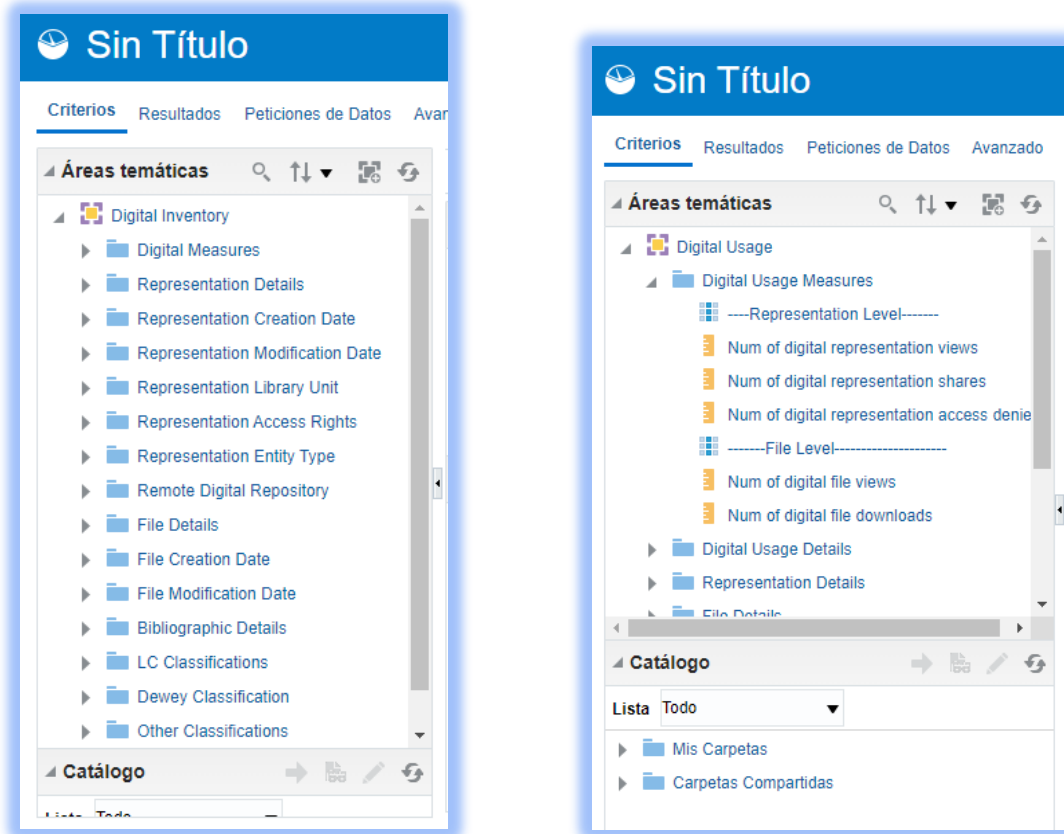 Sin Título
Criterios Resultados Peticiones de Datos Avan
Áreas temáticas
Digital Inventory
Digital Measures
Representation Details
Representation Creation Date
Representation Modification Date
Representation Library Unit
Representation Access Rights
Representation Entity Type
Remote Digital Repository
File Details
File Creation Date
File Modification Date
Bibliographic Details
LC Classifications
Dewey Classification
Other Classifications
Catálogo
Lista Todo
Sin Título
Criterios Resultados Peticiones de Datos Avanzado
Áreas temáticas
Digital Usage
Digital Usage Measures
----Representation Level-------
Num of digital representation views
Num of digital representation shares
Num of digital representation access denie
-------File Level---------------------
Num of digital file views
Num of digital file downloads
Digital Usage Details
Representation Details
File Details
Catálogo
Lista Todo
Mis Carpetas
Carpetas Compartidas